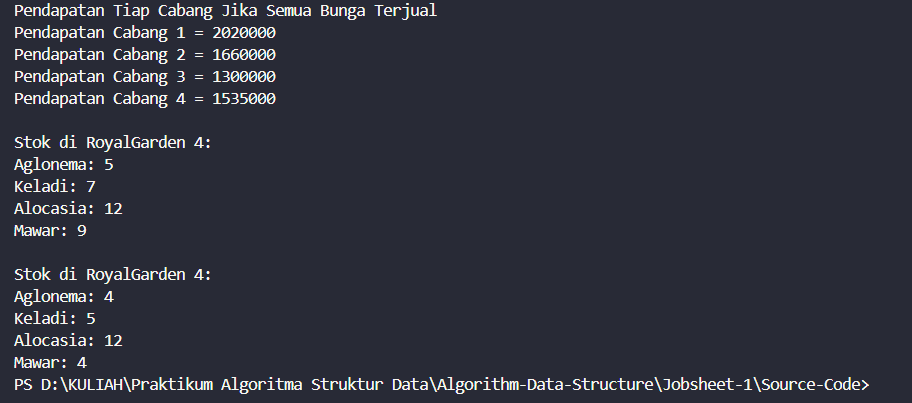 Pendapatan Tiap Cabang Jika Semua Bunga Terjual
Pendapatan Cabang 1 = 2020000
Pendapatan Cabang 2 = 1660000
Pendapatan Cabang 3 = 1300000
Pendapatan Cabang 4 = 1535000

Stok di RoyalGarden 4:
Aglonema: 5
Keladi: 7
Alocasia: 12
Mawar: 9

Stok di RoyalGarden 4:
Aglonema: 4
Keladi: 5
Alocasia: 12
Mawar: 4
PS D:\KULIAH\Praktikum Algoritma Struktur Data\Algorithm-Data-Structure\Jobsheet-1\Source-Code>